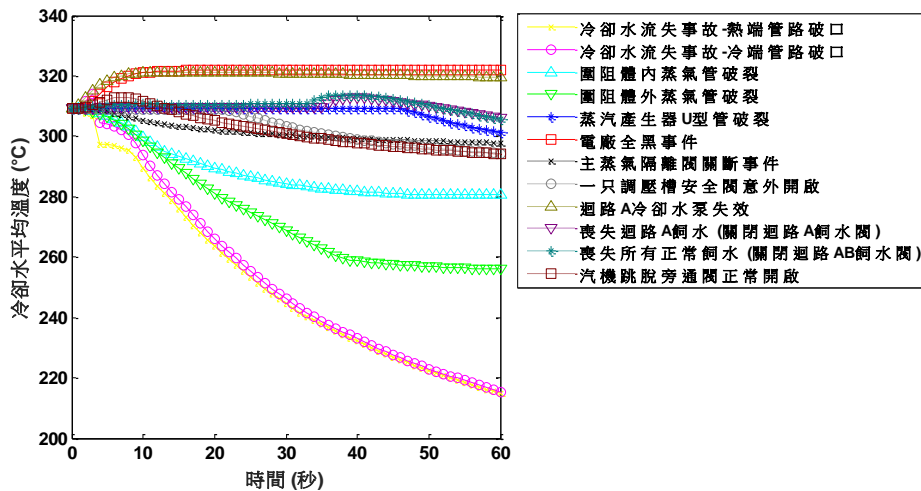 340
320
300
280
260
240
220
200
0
10
20
30
40
50
60
冷卻水平均溫度 (°C)
時間 (秒)
冷卻水流失事故-熱端管路破口
冷卻水流失事故-冷端管路破口
圍阻體內蒸氣管破裂
圍阻體外蒸氣管破裂
蒸汽產生器U型管破裂
電廠全黑事件
主蒸氣隔離閥關斷事件
一只調壓槽安全閥意外開啟
迴路A冷卻水泵失效
喪失迴路A飼水 (關閉迴路A飼水閥)
喪失所有正常飼水 (關閉迴路AB飼水閥)
汽機跳脫旁通閥正常開啟